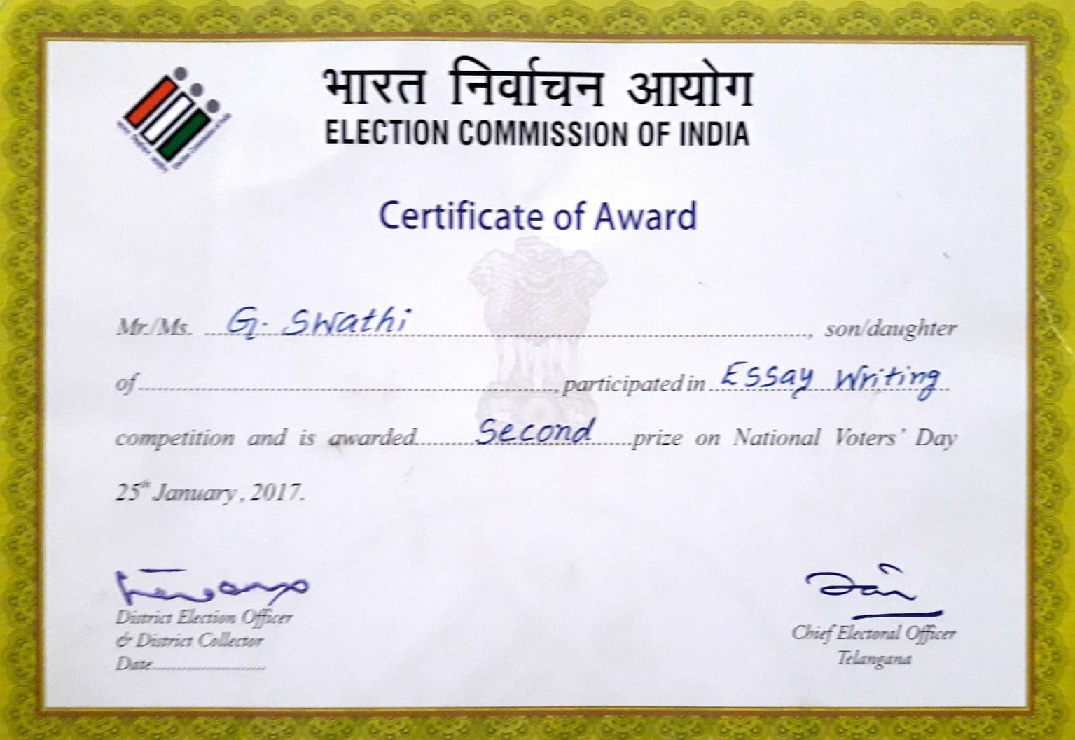 भारत निर्वाचन आयोग
ELECTION COMMISSION OF INDIA
Certificate of Award
Mr./Ms. G. Swathi, son/daughter
of, participated in Essay Writing
competition and is awarded Second prize on National Voters' Day
25th January, 2017.
District Election Officer
& District Collector
Date
Chief Electoral Officer
Telangana